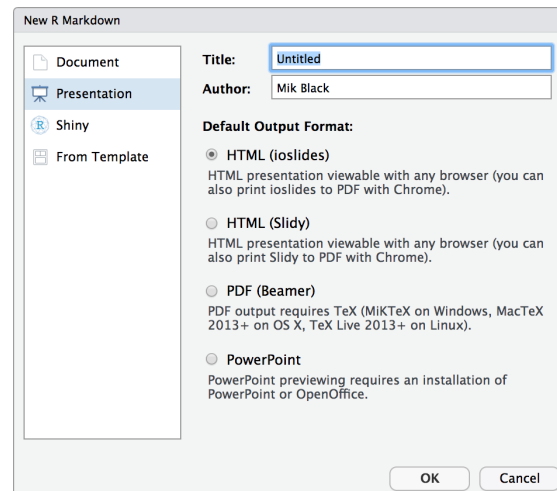 New R Markdown
Document
Presentation
R Shiny
From Template
Title: Untitled
Author: Mik Black
Default Output Format:
HTML (ioslides)
HTML presentation viewable with any browser (you can
also print ioslides to PDF with Chrome).
HTML (Slidy)
HTML presentation viewable with any browser (you can
also print Slidy to PDF with Chrome).
PDF (Beamer)
PDF output requires TeX (MiKTeX on Windows, MacTeX
2013+ on OS X, TeX Live 2013+ on Linux).
PowerPoint
PowerPoint previewing requires an installation of
PowerPoint or OpenOffice.
OK Cancel